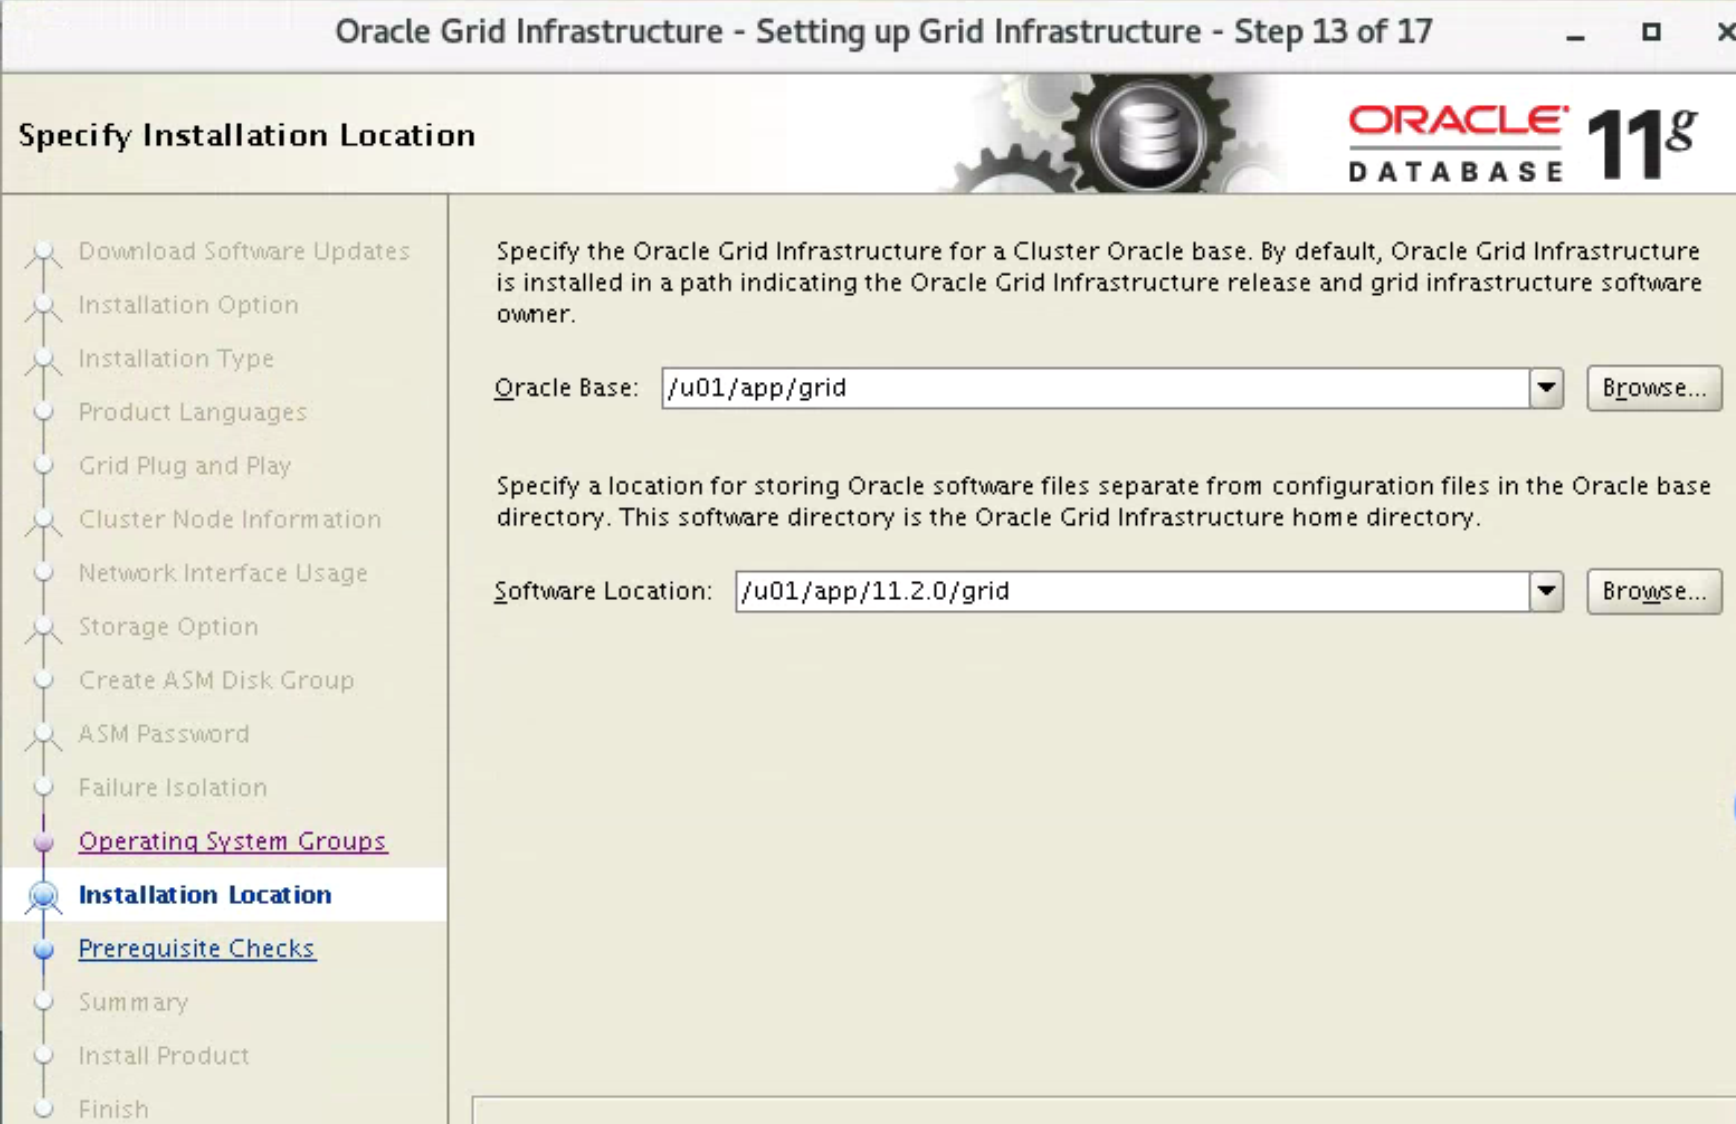 Oracle Grid Infrastructure - Setting up Grid Infrastructure - Step 13 of 17
Specify Installation Location
ORACLE
DATABASE
11g
Download Software Updates
Installation Option
Installation Type
Product Languages
Grid Plug and Play
Cluster Node Information
Network Interface Usage
Storage Option
Create ASM Disk Group
ASM Password
Failure Isolation
Operating System Groups
Installation Location
Prerequisite Checks
Summary
Install Product
Finish
Specify the Oracle Grid Infrastructure for a Cluster Oracle base. By default, Oracle Grid Infrastructure
is installed in a path indicating the Oracle Grid Infrastructure release and grid infrastructure software
owner.
Oracle Base: /u01/app/grid Browse...
Specify a location for storing Oracle software files separate from configuration files in the Oracle base
directory. This software directory is the Oracle Grid Infrastructure home directory.
Software Location: /u01/app/11.2.0/grid Browse...